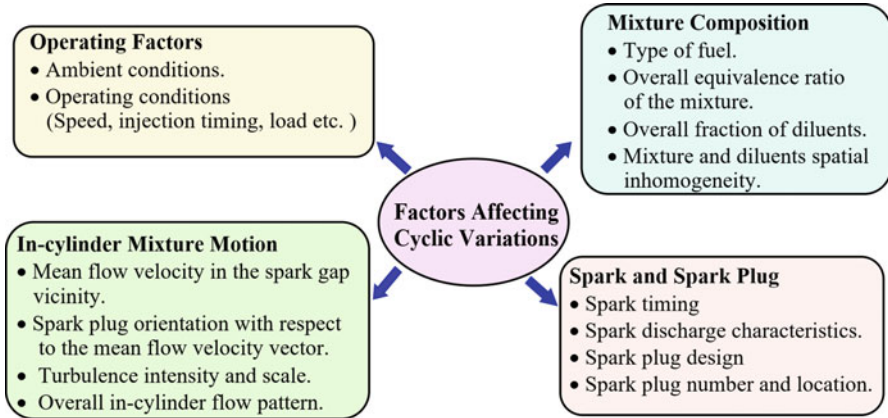 Operating Factors
• Ambient conditions.
• Operating conditions
(Speed, injection timing, load etc. )
Mixture Composition
• Type of fuel.
• Overall equivalence ratio
of the mixture.
• Overall fraction of diluents.
• Mixture and diluents spatial
inhomogeneity.
Factors Affecting
Cyclic Variations
In-cylinder Mixture Motion
• Mean flow velocity in the spark gap
vicinity.
• Spark plug orientation with respect
to the mean flow velocity vector.
• Turbulence intensity and scale.
• Overall in-cylinder flow pattern.
Spark and Spark Plug
• Spark timing
• Spark discharge characteristics.
• Spark plug design
• Spark plug number and location.